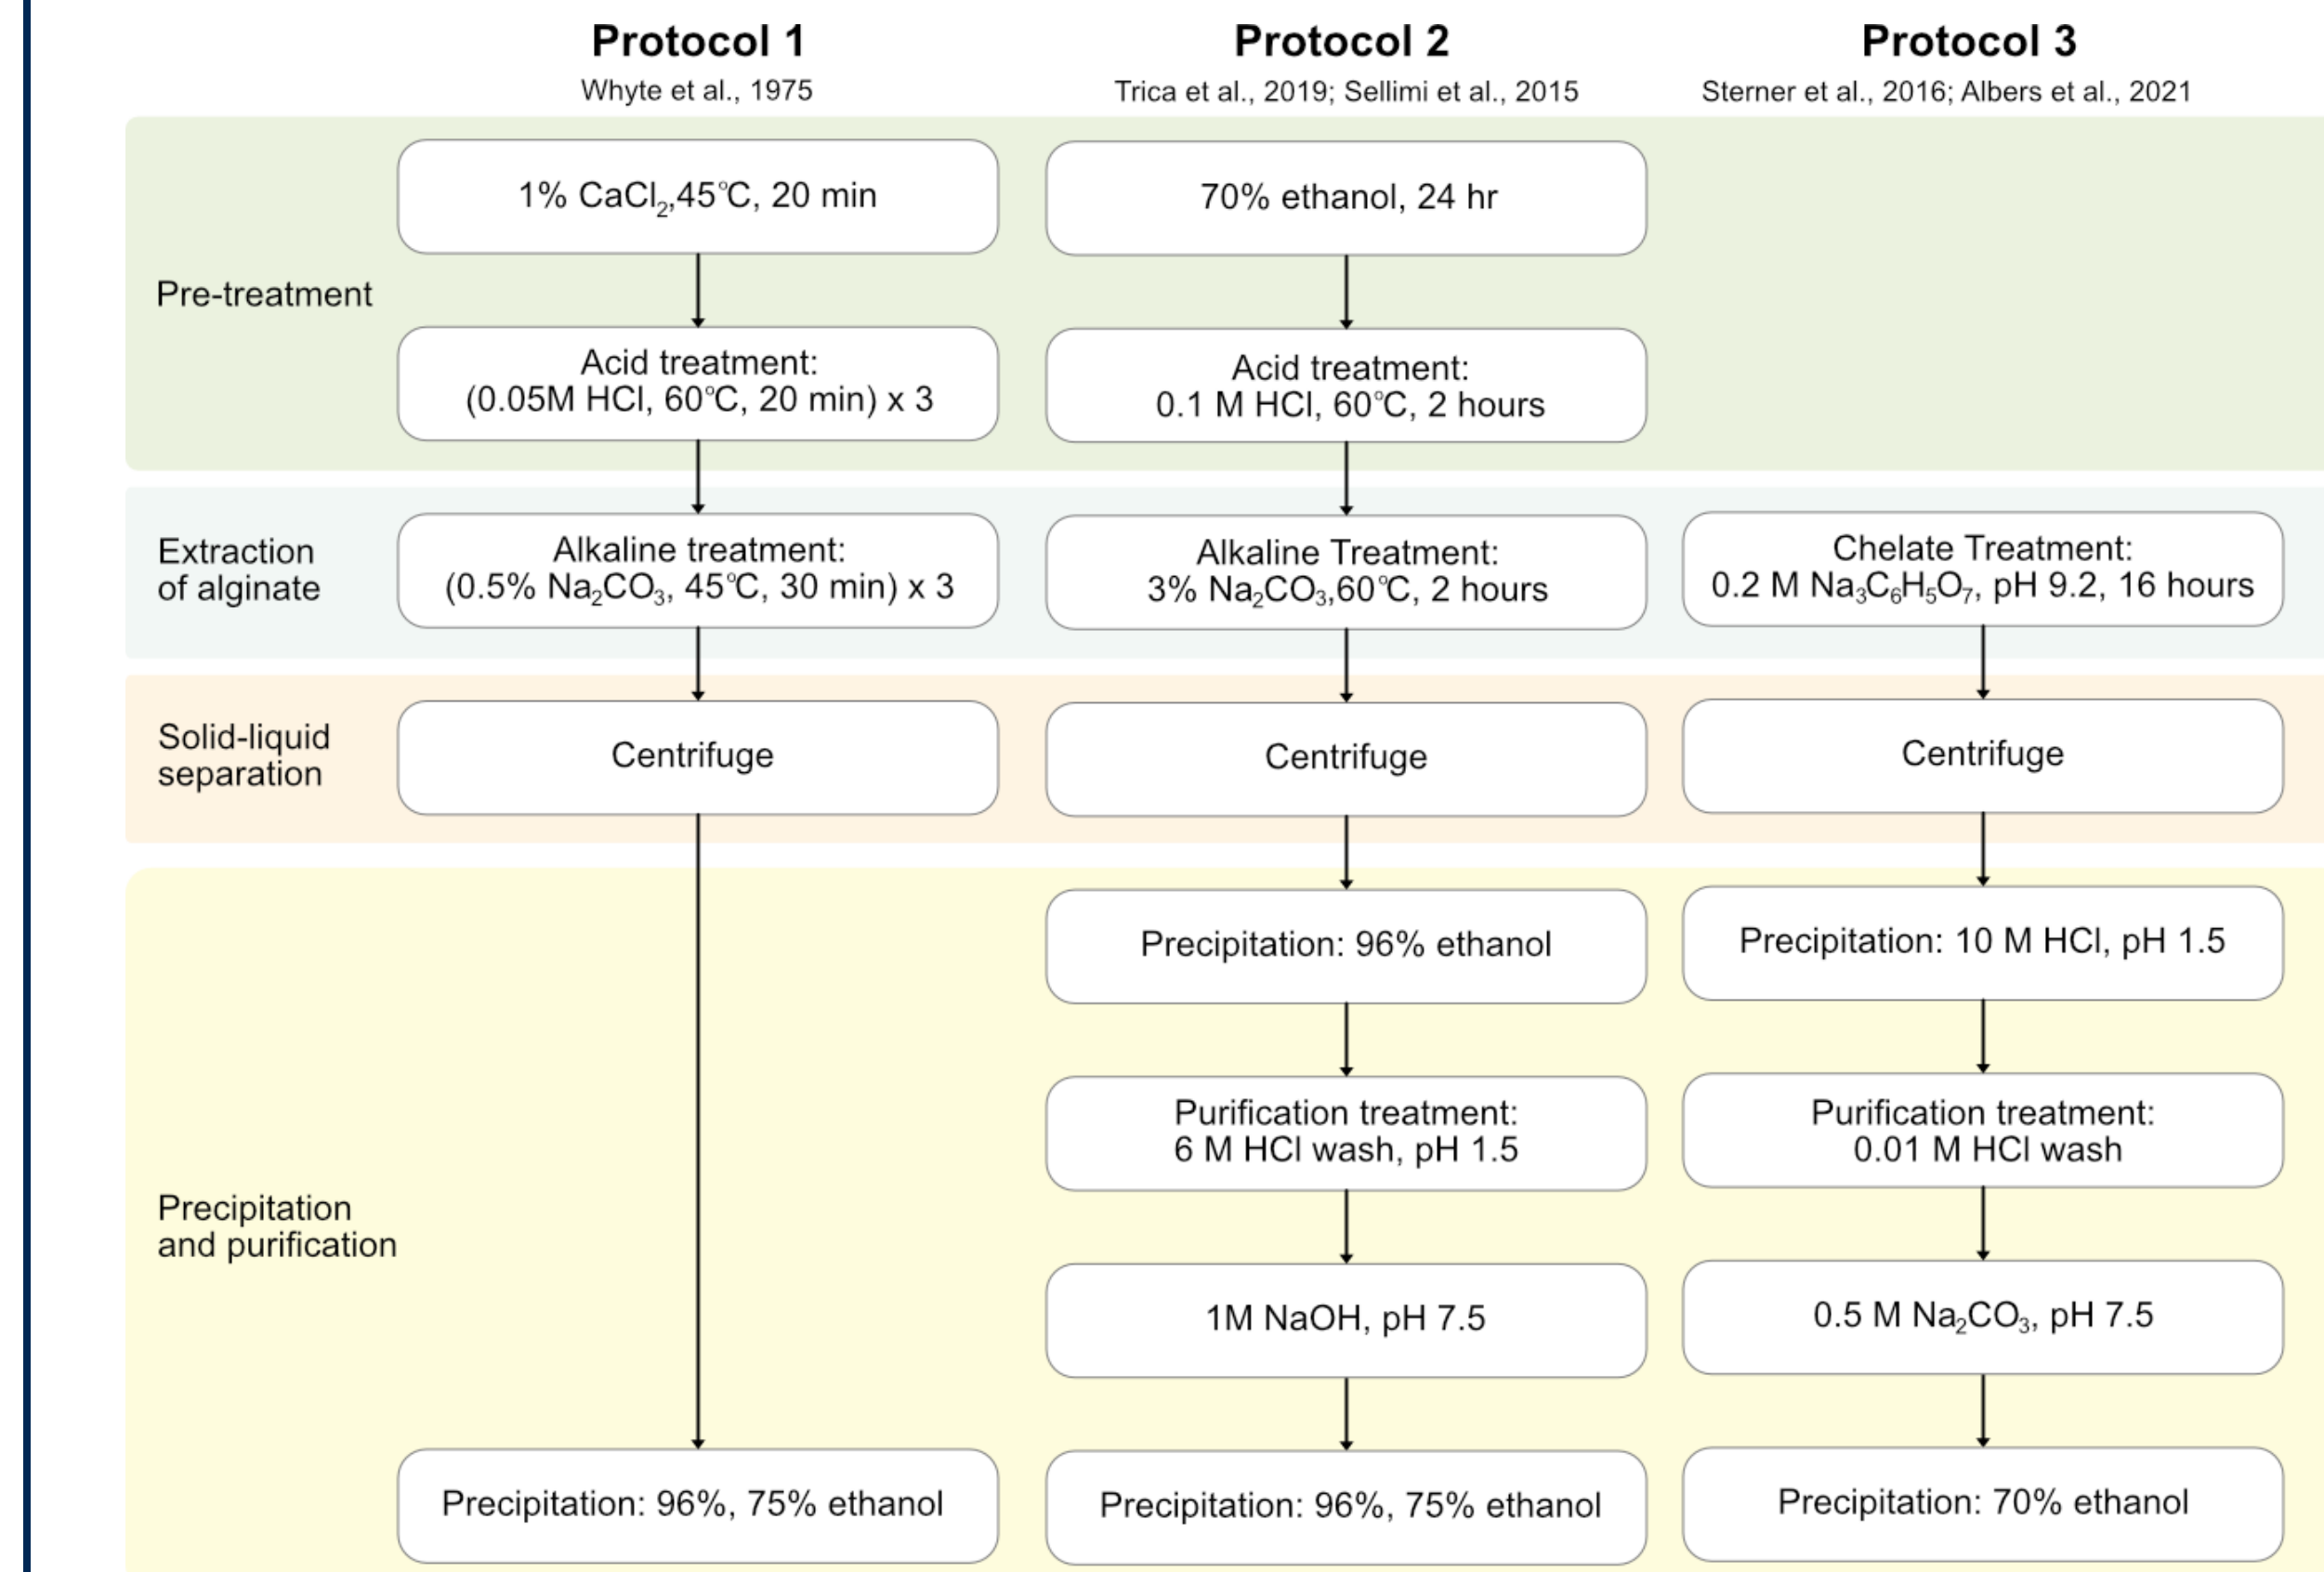 Protocol 1
Whyte et al., 1975
Protocol 2
Trica et al., 2019; Sellimi et al., 2015
Protocol 3
Sterner et al., 2016; Albers et al., 2021
Pre-treatment
1% CaCl₂,45℃, 20 min
70% ethanol, 24 hr
Acid treatment:
(0.05M HCl, 60℃, 20 min) x 3
Acid treatment:
0.1 M HCl, 60℃, 2 hours
Extraction
of alginate
Alkaline treatment:
(0.5% Na₂CO₃, 45℃, 30 min) x 3
Alkaline Treatment:
3% Na₂CO₃,60℃, 2 hours
Chelate Treatment:
0.2 M Na₃C₆H₅O₇, pH 9.2, 16 hours
Solid-liquid
separation
Centrifuge
Centrifuge
Centrifuge
Precipitation
and purification
Precipitation: 96% ethanol
Precipitation: 10 M HCl, pH 1.5
Purification treatment:
6 M HCl wash, pH 1.5
Purification treatment:
0.01 M HCl wash
1M NaOH, pH 7.5
0.5 M Na₂CO₃, pH 7.5
Precipitation: 96%, 75% ethanol
Precipitation: 96%, 75% ethanol
Precipitation: 70% ethanol